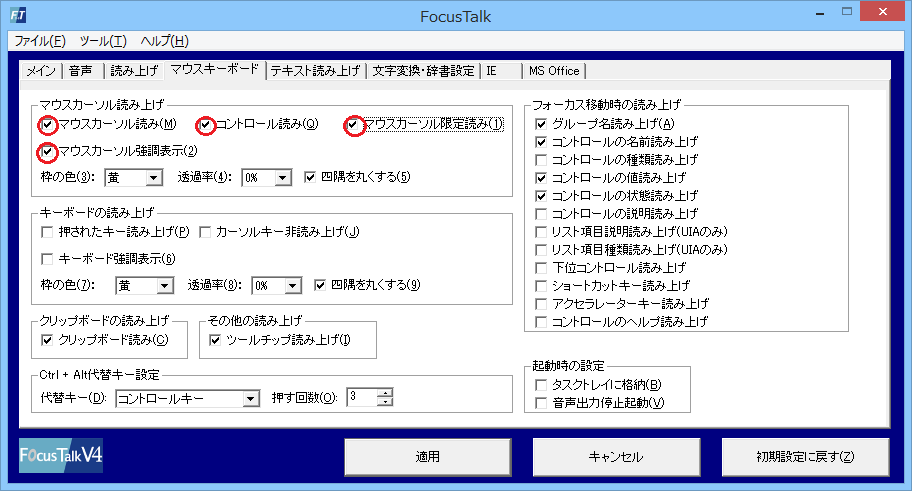 FocusTalk
ファイル(F) ツール(T) ヘルプ(H)
メイン 音声 読み上げ マウスキーボード テキスト読み上げ 文字変換・辞書設定 IE MS Office
マウスカーソル読み上げ
マウスカーソル読み(M) コントロール読み(Q) マウスカーソル限定読み(1)
マウスカーソル強調表示(2)
枠の色(3): 黄 透過率(4): 0% 四隅を丸くする(5)
キーボードの読み上げ
押されたキー読み上げ(P) カーソルキー非読み上げ(J)
キーボード強調表示(6)
枠の色(7): 黄 透過率(8): 0% 四隅を丸くする(9)
クリップボードの読み上げ
クリップボード読み(C)
その他の読み上げ
ツールチップ読み上げ(I)
Ctrl + Alt代替キー設定
代替キー(D): コントロールキー 押す回数(O): 3
フォーカス移動時の読み上げ
グループ名読み上げ(A)
コントロールの名前読み上げ
コントロールの種類読み上げ
コントロールの値読み上げ
コントロールの状態読み上げ
コントロールの説明読み上げ
リスト項目説明読み上げ(UIAのみ)
リスト項目種類読み上げ(UIAのみ)
下位コントロール読み上げ
ショートカットキー読み上げ
アクセラレーターキー読み上げ
コントロールのヘルプ読み上げ
起動時の設定
タスクトレイに格納(B)
音声出力停止起動(V)
FocusTalk V4
適用 キャンセル 初期設定に戻す(Z)